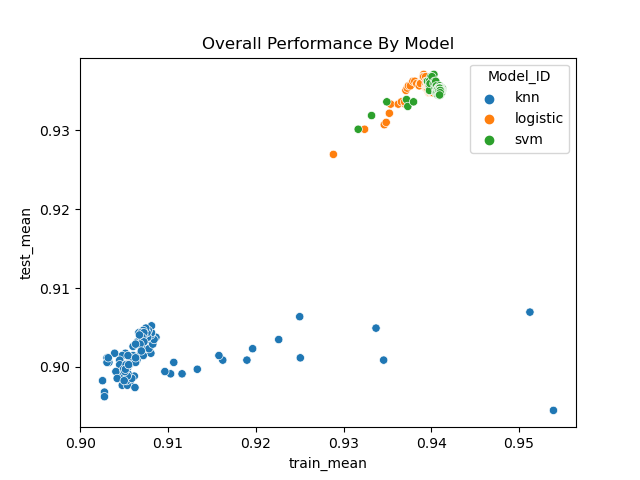 Overall Performance By Model
Model_ID
knn
logistic
svm
0.93
0.92
0.91
0.90
test_mean
0.90 0.91 0.92 0.93 0.94 0.95
train_mean